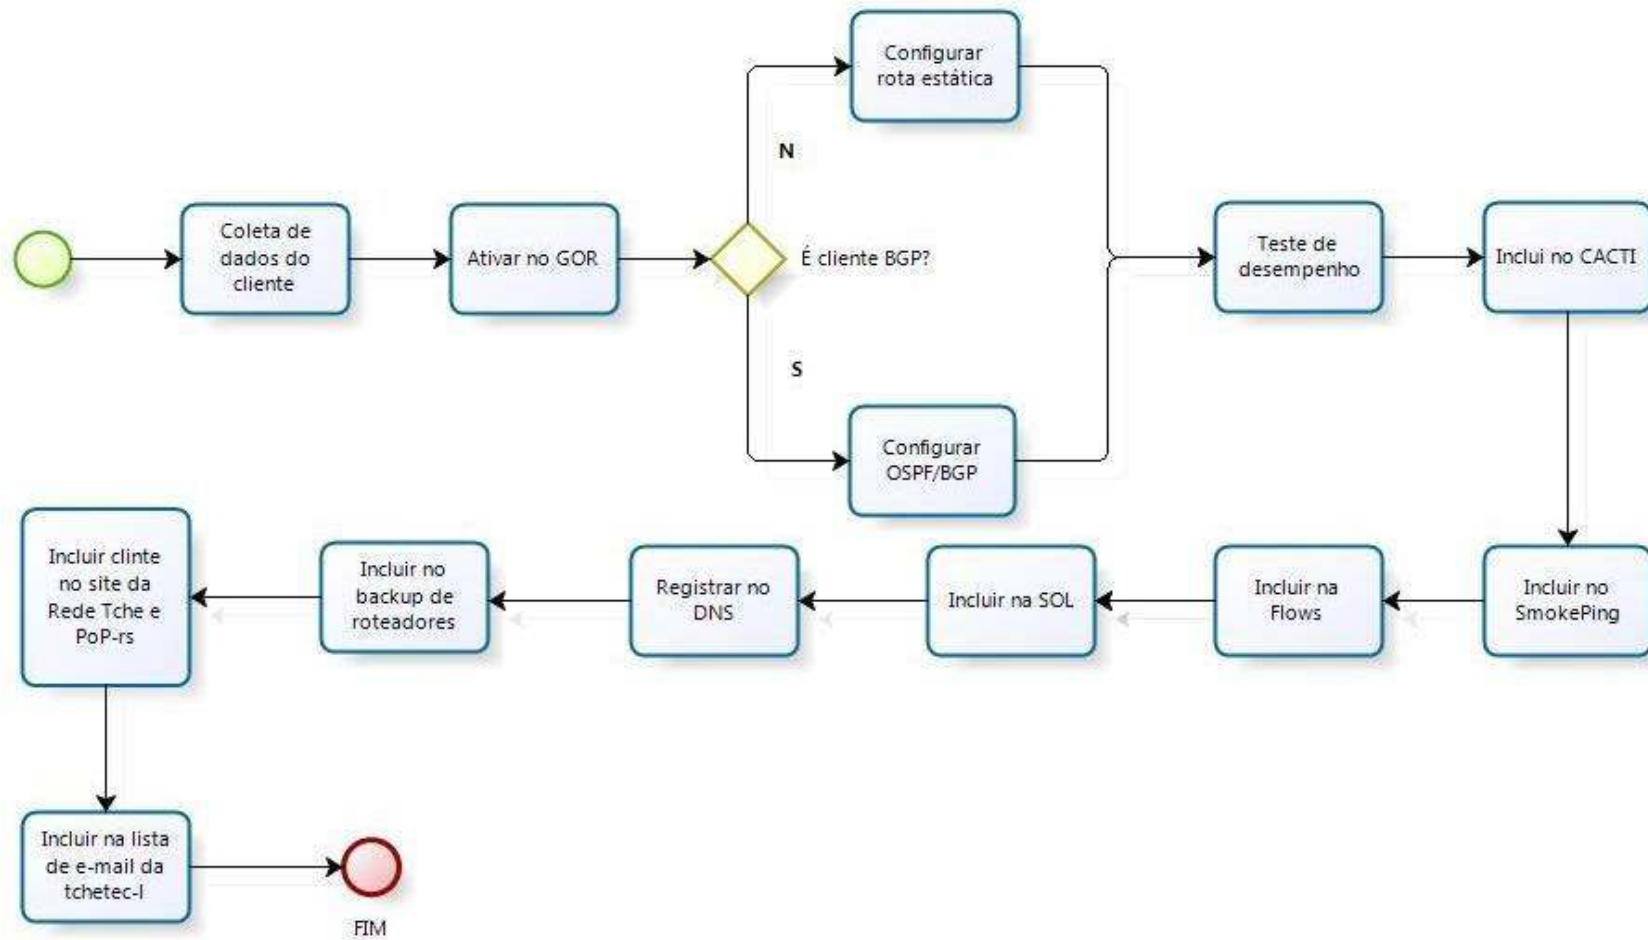 Configurar
rota estática
N
Coleta de
dados do
cliente
Ativar no GOR
É cliente BGP?
Teste de
desempenho
Inclui no CACTI
S
Configurar
OSPF/BGP
Incluir clinte
no site da
Rede Tche e
PoP-rs
Incluir no
backup de
roteadores
Registrar no
DNS
Incluir na SOL
Incluir na
Flows
Incluir no
SmokePing
Incluir na lista
de e-mail da
tchetec-l
FIM